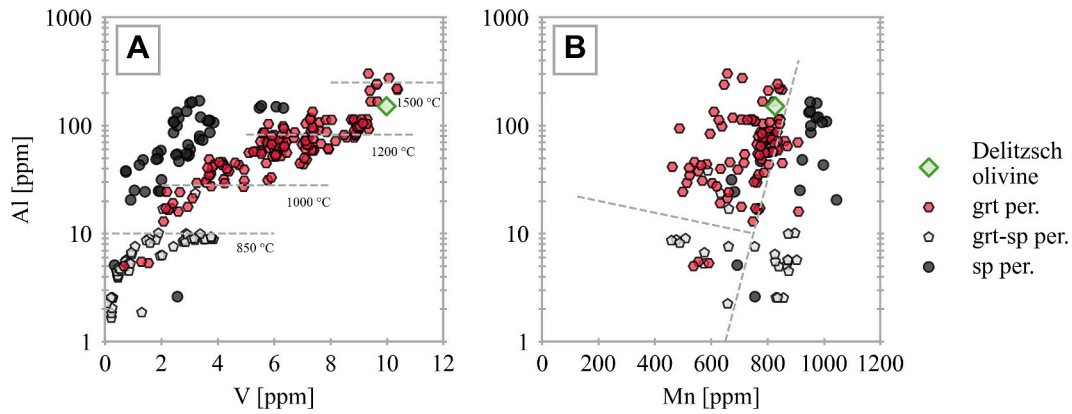 A
B
1000
100
10
1
Al [ppm]
1500 °C
1200 °C
1000 °C
850 °C
0 2 4 6 8 10 12
V [ppm]
1000
100
10
1
0 200 400 600 800 1000 1200
Mn [ppm]
Delitzsch
olivine
grt per.
grt-sp per.
sp per.